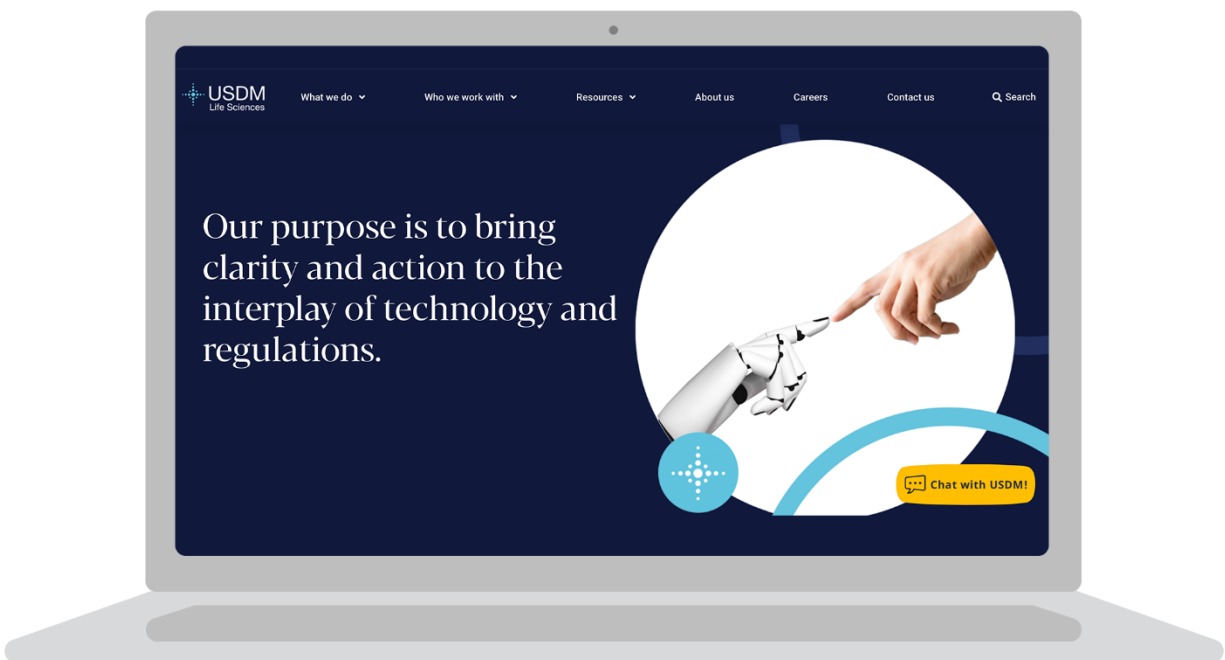 USDM
Life Sciences
What we do
Who we work with
Resources
About us
Careers
Contact us
Search
Our purpose is to bring
clarity and action to the
interplay of technology and
regulations.
Chat with USDM!